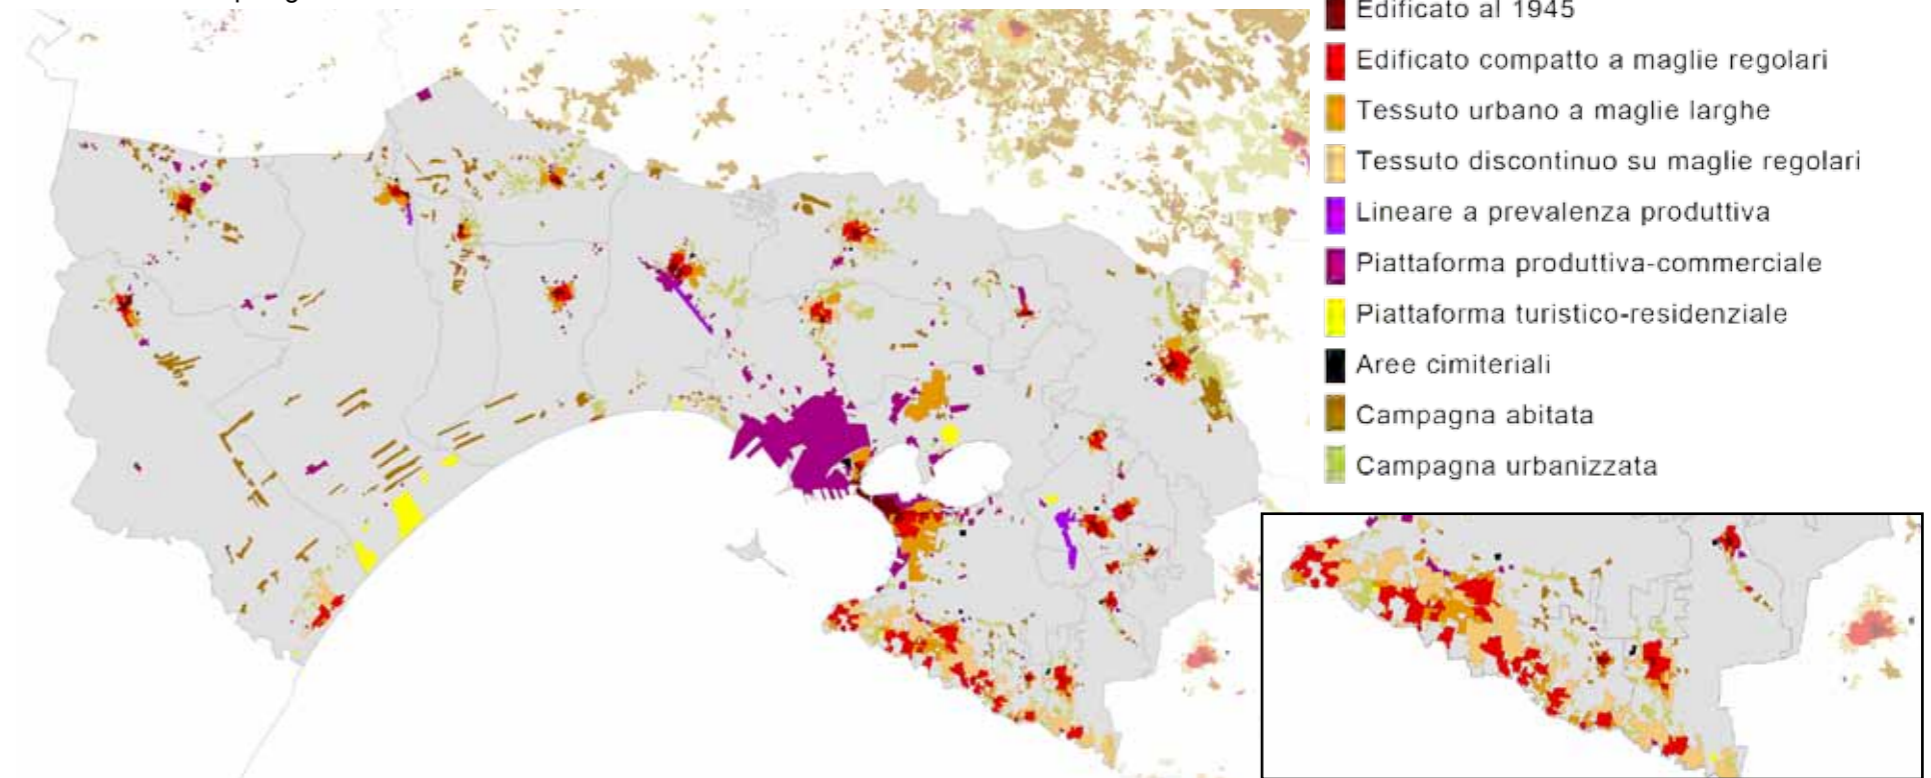 Edificato al 1945
Edificato compatto a maglie regolari
Tessuto urbano a maglie larghe
Tessuto discontinuo su maglie regolari
Lineare a prevalenza produttiva
Piattaforma produttiva-commerciale
Piattaforma turistico-residenziale
Aree cimiteriali
Campagna abitata
Campagna urbanizzata